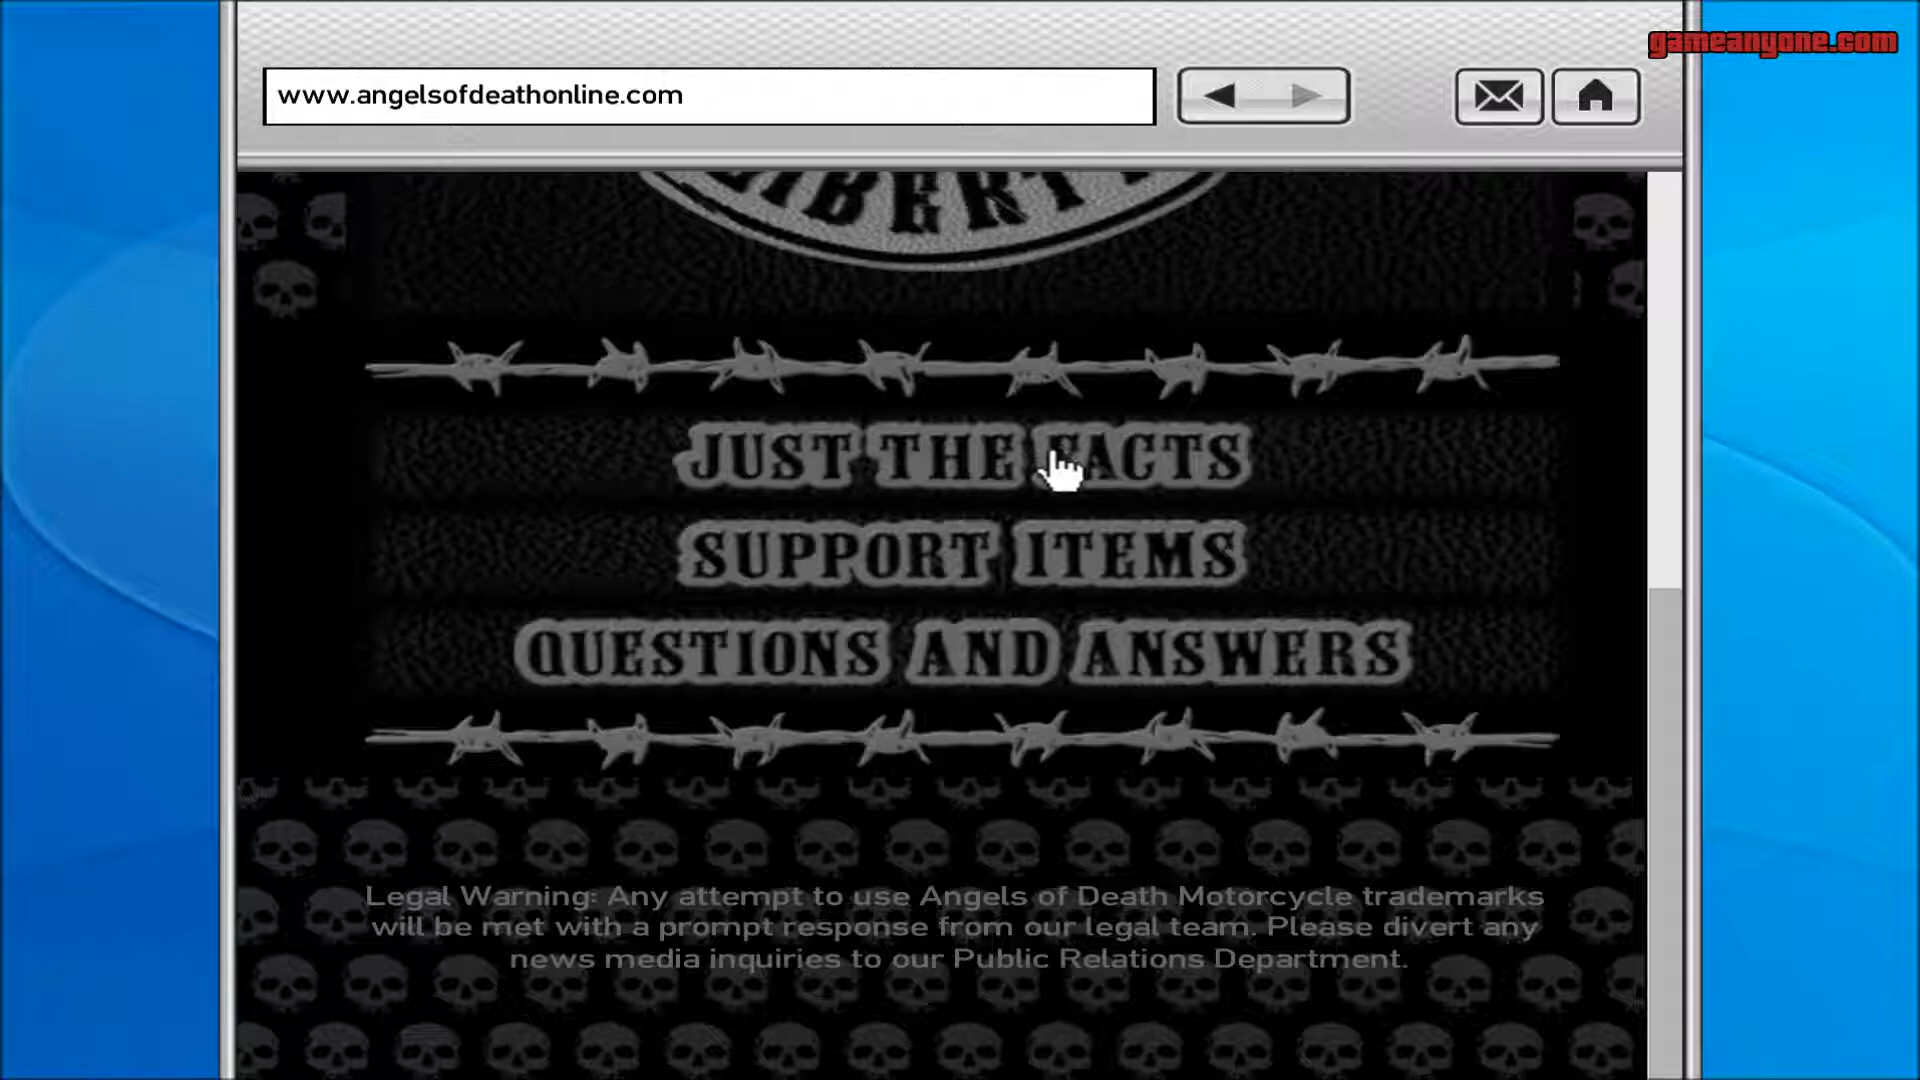 gameanyone.com
www.angelsofdeathonline.com
LIBERTY
JUST THE FACTS
SUPPORT ITEMS
QUESTIONS AND ANSWERS
Legal Warning: Any attempt to use Angels of Death Motorcycle trademarks
will be met with a prompt response from our legal team. Please divert any
news media inquiries to our Public Relations Department.